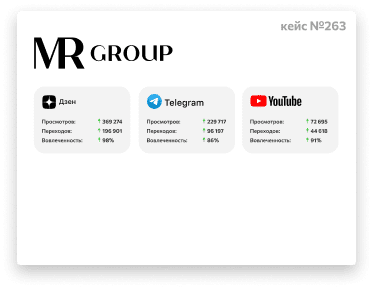 кейс №263
MR GROUP
Дзен
Просмотров: ↑ 369 274
Переходов: ↑ 196 901
Вовлеченность: ↑ 98%
Telegram
Просмотров: ↑ 229 717
Переходов: ↑ 96 197
Вовлеченность: ↑ 86%
YouTube
Просмотров: ↑ 72 695
Переходов: ↑ 44 618
Вовлеченность: ↑ 91%